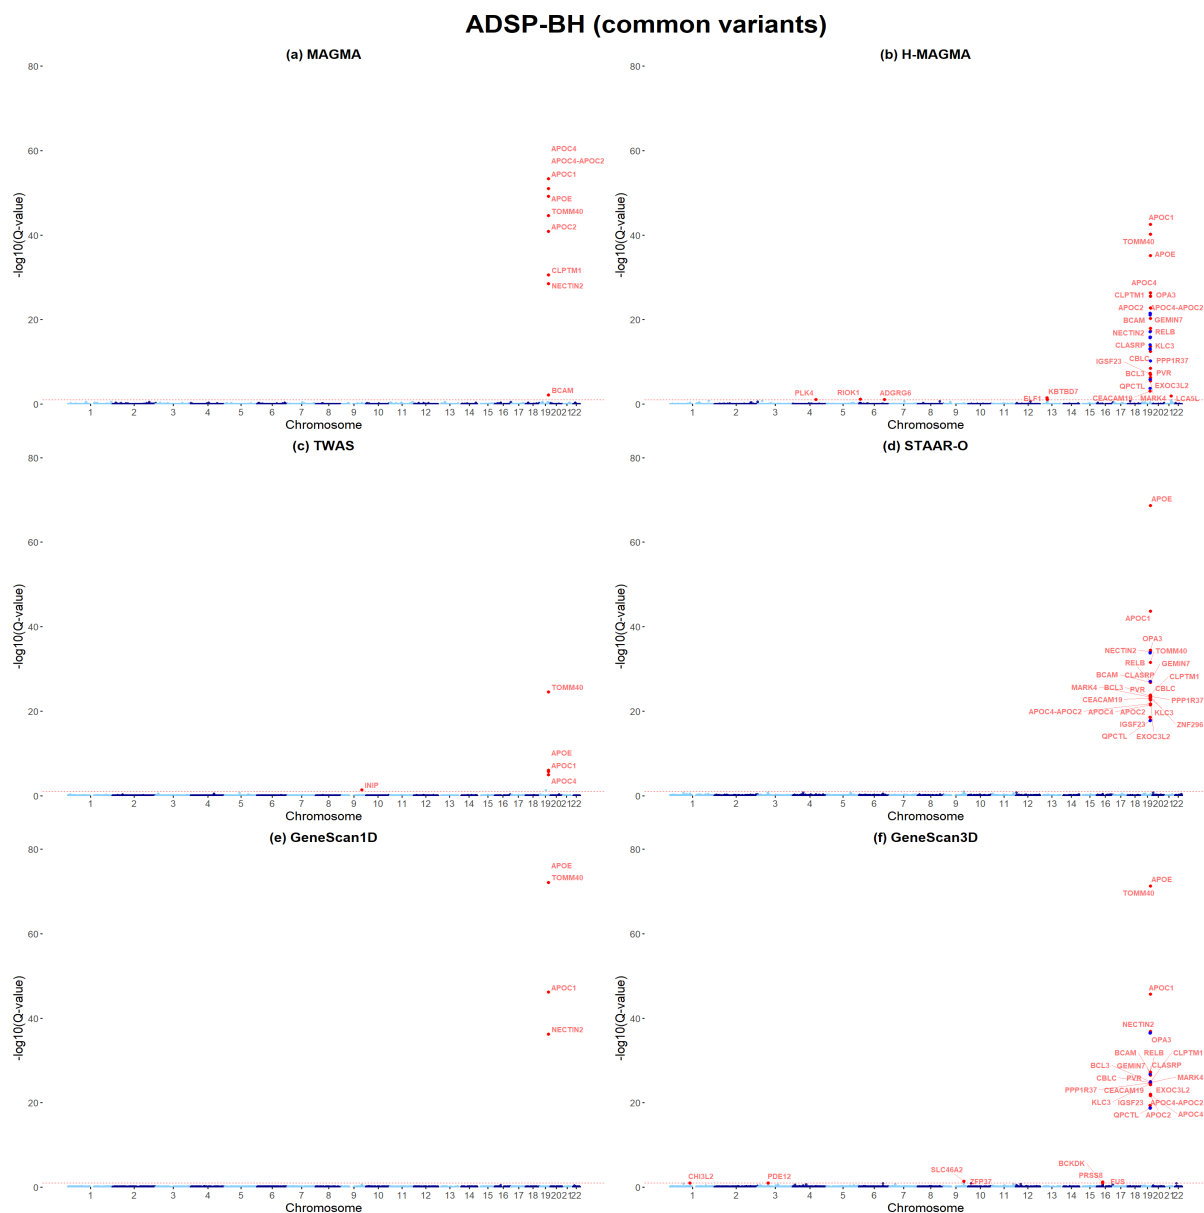 ADSP-BH (common variants)
(a) MAGMA
80
60
40
20
0
-log10(Q-value)
APOC4
APOC4-APOC2
APOC1
APOE
TOMM40
APOC2
CLPTM1
NECTIN2
BCAM
1 2 3 4 5 6 7 8 9 10 11 12 13 14 15 16 17 18 19 20 21 22
Chromosome
(b) H-MAGMA
80
60
40
20
0
-log10(Q-value)
APOC1
TOMM40
APOE
APOC4
CLPTM1 OPA3
APOC2 APOC4-APOC2
BCAM GEMIN7
NECTIN2 RELB
CLASRP KLC3
IGSF23 CBLC PPP1R37
BCL3 PVR
QPCTL EXOC3L2
PLK4 RIOK1 ADGRG6 ELF1 KBTBD7 CEACAM19 MARK4 LCA5L
1 2 3 4 5 6 7 8 9 10 11 12 13 14 15 16 17 18 19 20 21 22
Chromosome
(c) TWAS
80
60
40
20
0
-log10(Q-value)
TOMM40
APOE
APOC1
APOC4
INIP
1 2 3 4 5 6 7 8 9 10 11 12 13 14 15 16 17 18 19 20 21 22
Chromosome
(d) STAAR-O
80
60
40
20
0
-log10(Q-value)
APOE
APOC1
OPA3
NECTIN2 TOMM40
RELB GEMIN7
BCAM CLASRP CLPTM1
MARK4 BCL3 PVR CBLC
CEACAM19 PPP1R37
APOC4-APOC2 APOC4 APOC2 KLC3
IGSF23 ZNF296
QPCTL EXOC3L2
1 2 3 4 5 6 7 8 9 10 11 12 13 14 15 16 17 18 19 20 21 22
Chromosome
(e) GeneScan1D
80
60
40
20
0
-log10(Q-value)
APOE
TOMM40
APOC1
NECTIN2
1 2 3 4 5 6 7 8 9 10 11 12 13 14 15 16 17 18 19 20 21 22
Chromosome
(f) GeneScan3D
80
60
40
20
0
-log10(Q-value)
APOE
TOMM40
APOC1
NECTIN2
OPA3
BCAM RELB CLPTM1
BCL3 GEMIN7 CLASRP
CBLC PVR MARK4
PPP1R37 CEACAM19 EXOC3L2
KLC3 IGSF23 APOC4-APOC2
QPCTL APOC2 APOC4
CHI3L2 PDE12 SLC46A2 ZFP37 BCKDK PRSS8 FUS
1 2 3 4 5 6 7 8 9 10 11 12 13 14 15 16 17 18 19 20 21 22
Chromosome